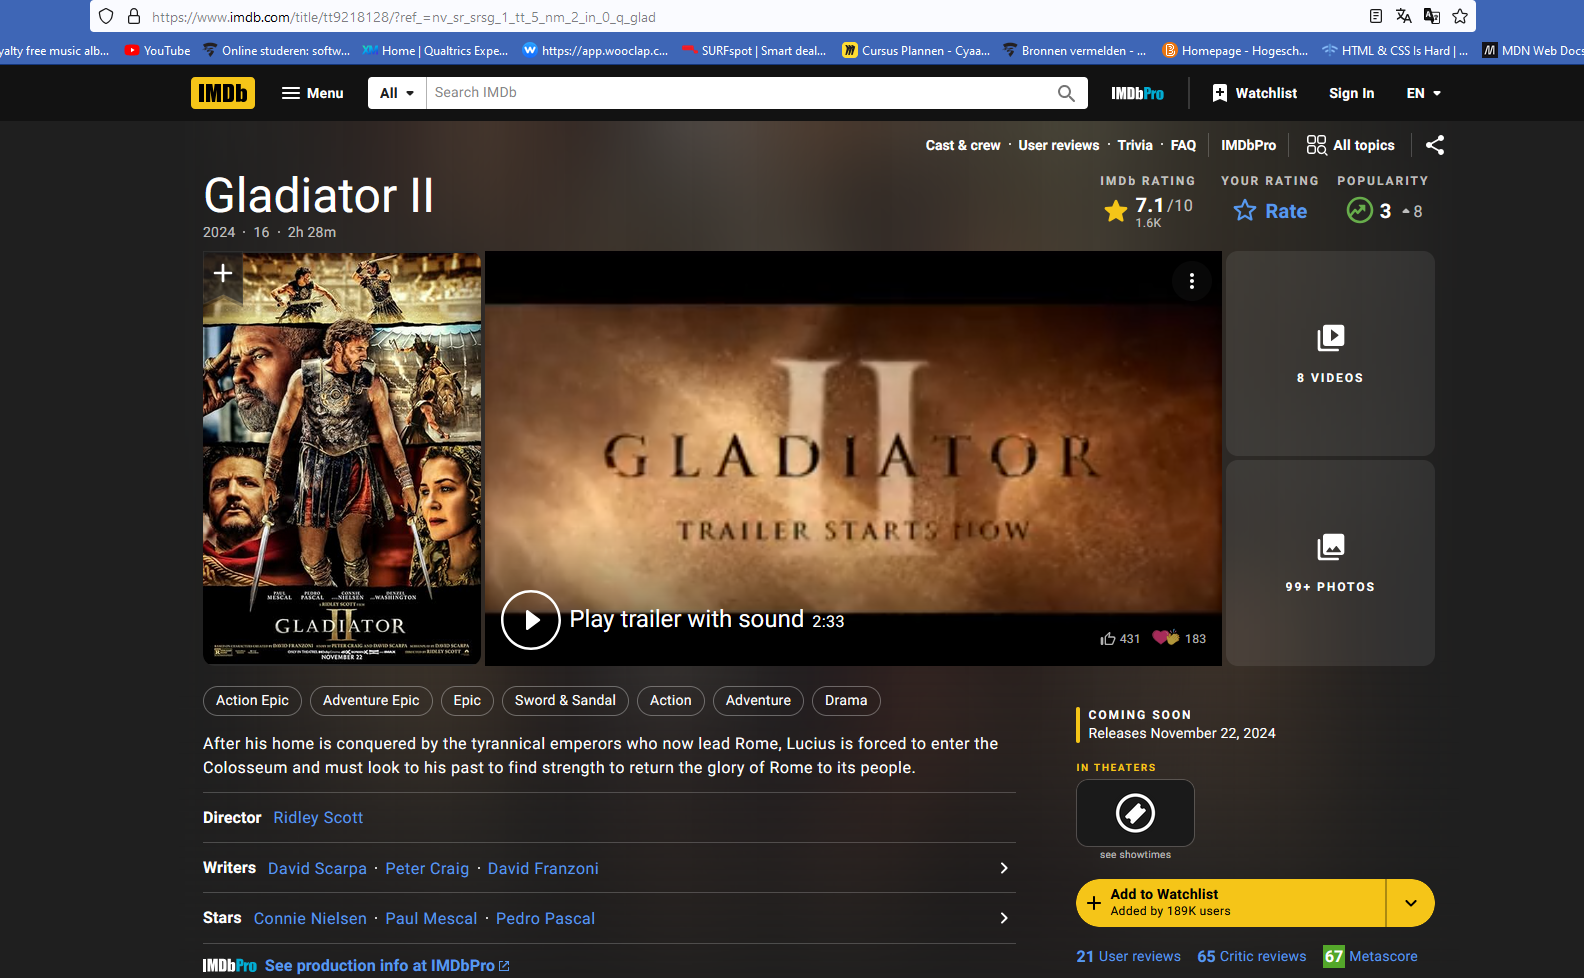 https://www.imdb.com/title/tt9218128/?ref_=nv_sr_srsg_1_tt_5_nm_2_in_0_q_glad
yalty free music alb... YouTube Online studeren: softw... Home | Qualtrics Expe... https://app.wooclap.c... SURFspot | Smart deal... Cursus Plannen - Cyaa... Bronnen vermelden - ... Homepage - Hogesch... HTML & CSS Is Hard | ... MDN Web Docs
IMDb Menu All Search IMDb IMDbPro Watchlist Sign In EN
Cast & crew · User reviews · Trivia · FAQ IMDbPro All topics
Gladiator II
2024 · 16 · 2h 28m
IMDb RATING YOUR RATING POPULARITY
7.1/10 Rate 3 8
1.6K
PAUL MESCAL PEDRO PASCAL CONNIE NIELSEN DENZEL WASHINGTON
A RIDLEY SCOTT FILM
II
GLADIATOR
NOVEMBER 22
II
GLADIATOR
TRAILER STARTS NOW
Play trailer with sound 2:33
431 183
8 VIDEOS
99+ PHOTOS
Action Epic Adventure Epic Epic Sword & Sandal Action Adventure Drama
After his home is conquered by the tyrannical emperors who now lead Rome, Lucius is forced to enter the
Colosseum and must look to his past to find strength to return the glory of Rome to its people.
Director Ridley Scott
Writers David Scarpa · Peter Craig · David Franzoni
Stars Connie Nielsen · Paul Mescal · Pedro Pascal
IMDbPro See production info at IMDbPro
COMING SOON
Releases November 22, 2024
IN THEATERS
see showtimes
Add to Watchlist
Added by 189K users
21 User reviews 65 Critic reviews 67 Metascore